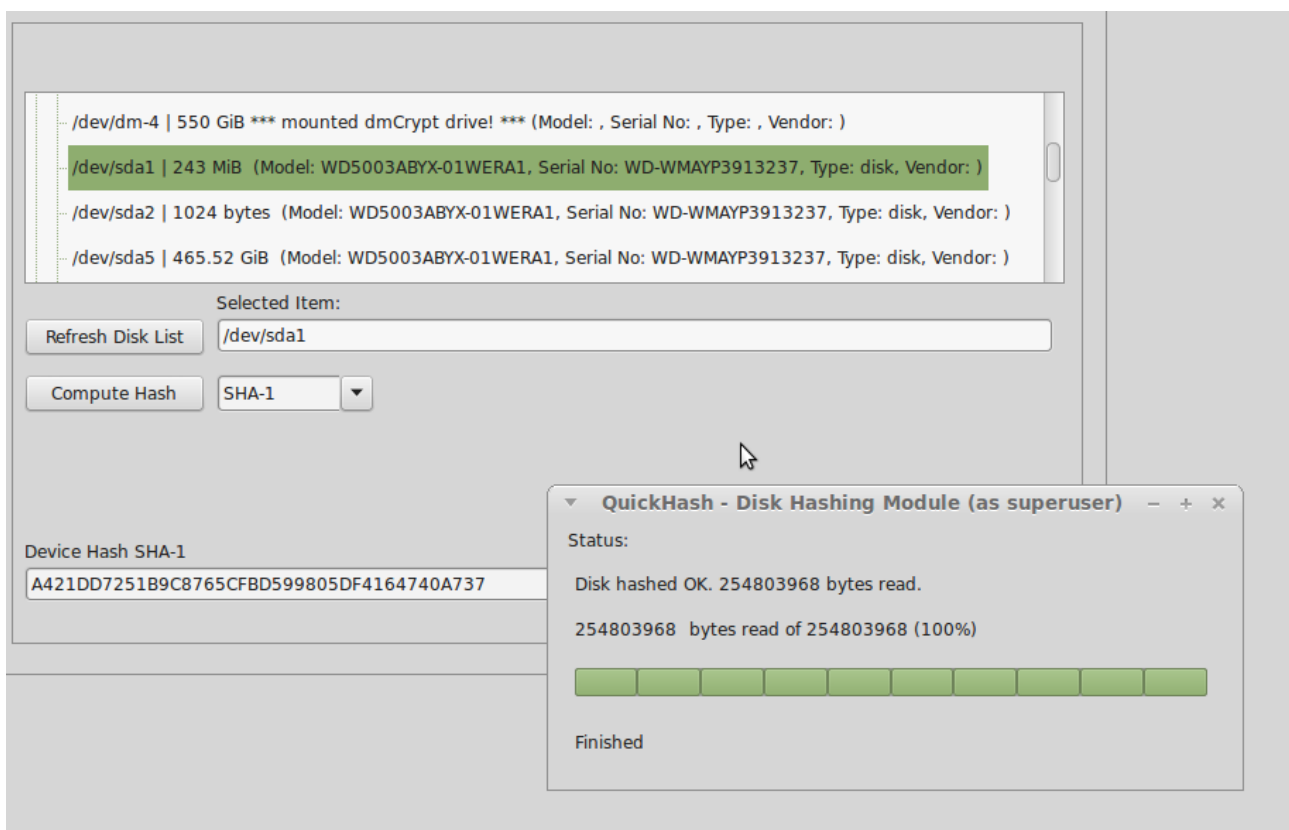 /dev/dm-4 | 550 GiB *** mounted dmCrypt drive! *** (Model: , Serial No: , Type: , Vendor: )
/dev/sda1 | 243 MiB (Model: WD5003ABYX-01WERA1, Serial No: WD-WMAYP3913237, Type: disk, Vendor: )
/dev/sda2 | 1024 bytes (Model: WD5003ABYX-01WERA1, Serial No: WD-WMAYP3913237, Type: disk, Vendor: )
/dev/sda5 | 465.52 GiB (Model: WD5003ABYX-01WERA1, Serial No: WD-WMAYP3913237, Type: disk, Vendor: )
Selected Item:
Refresh Disk List /dev/sda1
Compute Hash SHA-1
QuickHash - Disk Hashing Module (as superuser)
Status:
Device Hash SHA-1
A421DD7251B9C8765CFBD599805DF4164740A737
Disk hashed OK. 254803968 bytes read.
254803968 bytes read of 254803968 (100%)
Finished